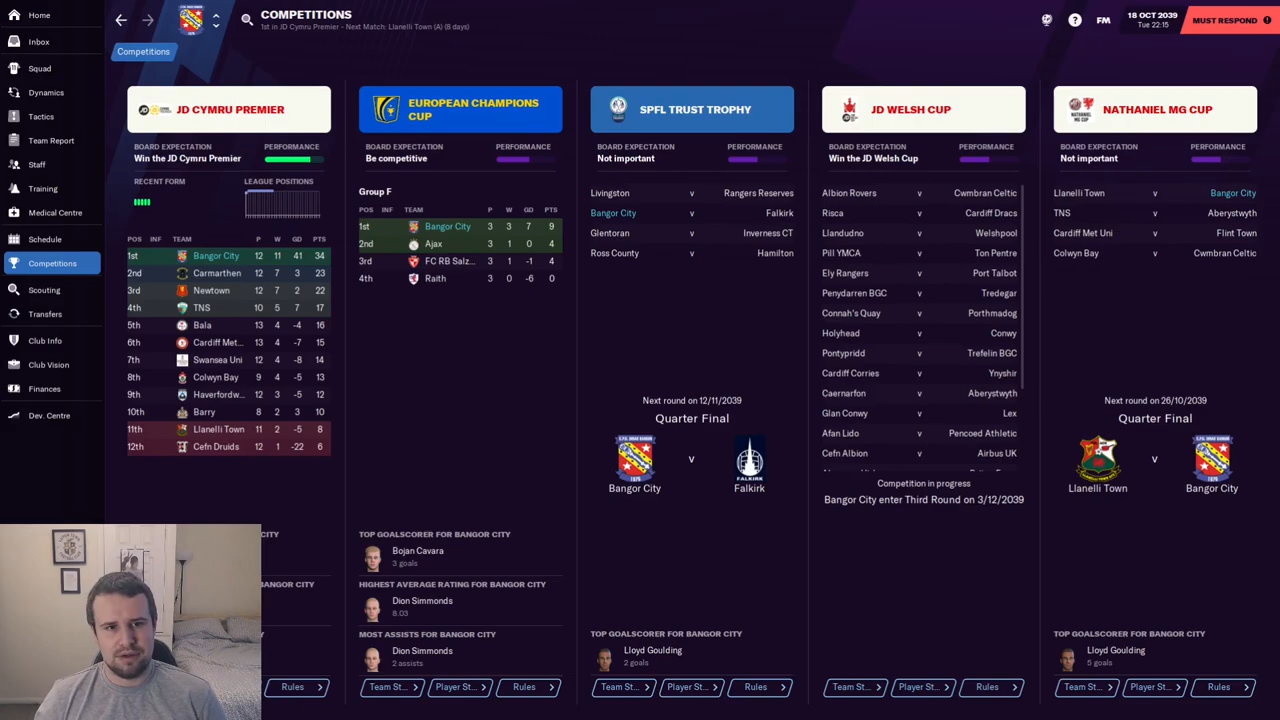 Home
Inbox
Squad
Dynamics
Tactics
Team Report
Staff
Training
Medical Centre
Schedule
Competitions
Scouting
Transfers
Club Info
Club Vision
Finances
Dev. Centre
COMPETITIONS
1st in JD Cymru Premier - Next Match: Llanelli Town (A) (8 days)
FM
18 OCT 2039
Tue 22:15
MUST RESPOND
Competitions
JD CYMRU PREMIER
BOARD EXPECTATION PERFORMANCE
Win the JD Cymru Premier
RECENT FORM LEAGUE POSITIONS
POS INF TEAM P W GD PTS
1st Bangor City 12 11 41 34
2nd Carmarthen 12 7 3 23
3rd Newtown 12 7 2 22
4th TNS 10 5 7 17
5th Bala 13 4 -4 16
6th Cardiff Met... 13 4 -7 15
7th Swansea Uni 12 4 -8 14
8th Colwyn Bay 9 4 -5 13
9th Haverfordw... 12 3 -5 12
10th Barry 8 2 3 10
11th Llanelli Town 11 2 -5 8
12th Cefn Druids 12 1 -22 6
CITY
BANGOR CITY
Rules
EUROPEAN CHAMPIONS CUP
BOARD EXPECTATION PERFORMANCE
Be competitive
Group F
POS INF TEAM P W GD PTS
1st Bangor City 3 3 7 9
2nd Ajax 3 1 0 4
3rd FC RB Salz... 3 1 -1 4
4th Raith 3 0 -6 0
TOP GOALSCORER FOR BANGOR CITY
Bojan Cavara
3 goals
HIGHEST AVERAGE RATING FOR BANGOR CITY
Dion Simmonds
8.03
MOST ASSISTS FOR BANGOR CITY
Dion Simmonds
2 assists
Team St... Player St... Rules
SPFL TRUST TROPHY
BOARD EXPECTATION PERFORMANCE
Not important
Livingston v Rangers Reserves
Bangor City v Falkirk
Glentoran v Inverness CT
Ross County v Hamilton
Next round on 12/11/2039
Quarter Final
v
FALKIRK
Bangor City Falkirk
TOP GOALSCORER FOR BANGOR CITY
Lloyd Goulding
2 goals
Team St... Player St... Rules
JD WELSH CUP
BOARD EXPECTATION PERFORMANCE
Win the JD Welsh Cup
Albion Rovers v Cwmbran Celtic
Risca v Cardiff Dracs
Llandudno v Welshpool
Pill YMCA v Ton Pentre
Ely Rangers v Port Talbot
Penydarren BGC v Tredegar
Connah's Quay v Porthmadog
Holyhead v Conwy
Pontypridd v Trefelin BGC
Cardiff Corries v Ynyshir
Caernarfon v Aberystwyth
Glan Conwy v Lex
Afan Lido v Pencoed Athletic
Cefn Albion v Airbus UK
Competition in progress
Bangor City enter Third Round on 3/12/2039
Team St... Player St... Rules
NATHANIEL MG CUP
BOARD EXPECTATION PERFORMANCE
Not important
Llanelli Town v Bangor City
TNS v Aberystwyth
Cardiff Met Uni v Flint Town
Colwyn Bay v Cwmbran Celtic
Next round on 26/10/2039
Quarter Final
v
Llanelli Town Bangor City
TOP GOALSCORER FOR BANGOR CITY
Lloyd Goulding
5 goals
Team St... Player St... Rules